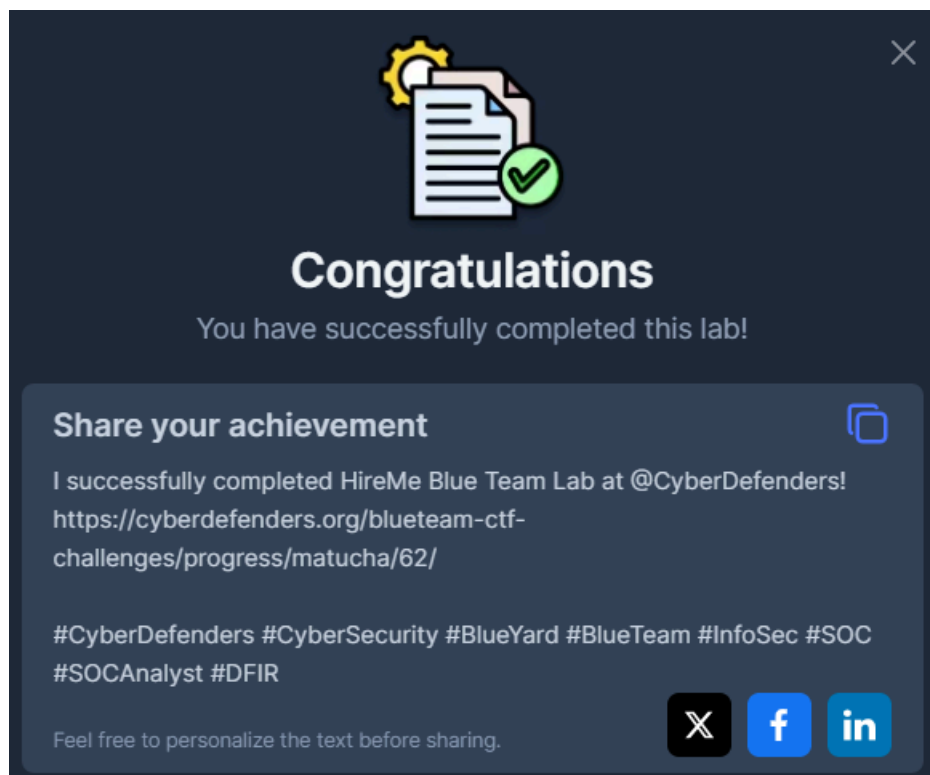 Congratulations
You have successfully completed this lab!
Share your achievement
I successfully completed HireMe Blue Team Lab at @CyberDefenders!
https://cyberdefenders.org/blueteam-ctf-
challenges/progress/matucha/62/
#CyberDefenders #CyberSecurity #BlueYard #BlueTeam #InfoSec #SOC
#SOCAnalyst #DFIR
Feel free to personalize the text before sharing.
X f in